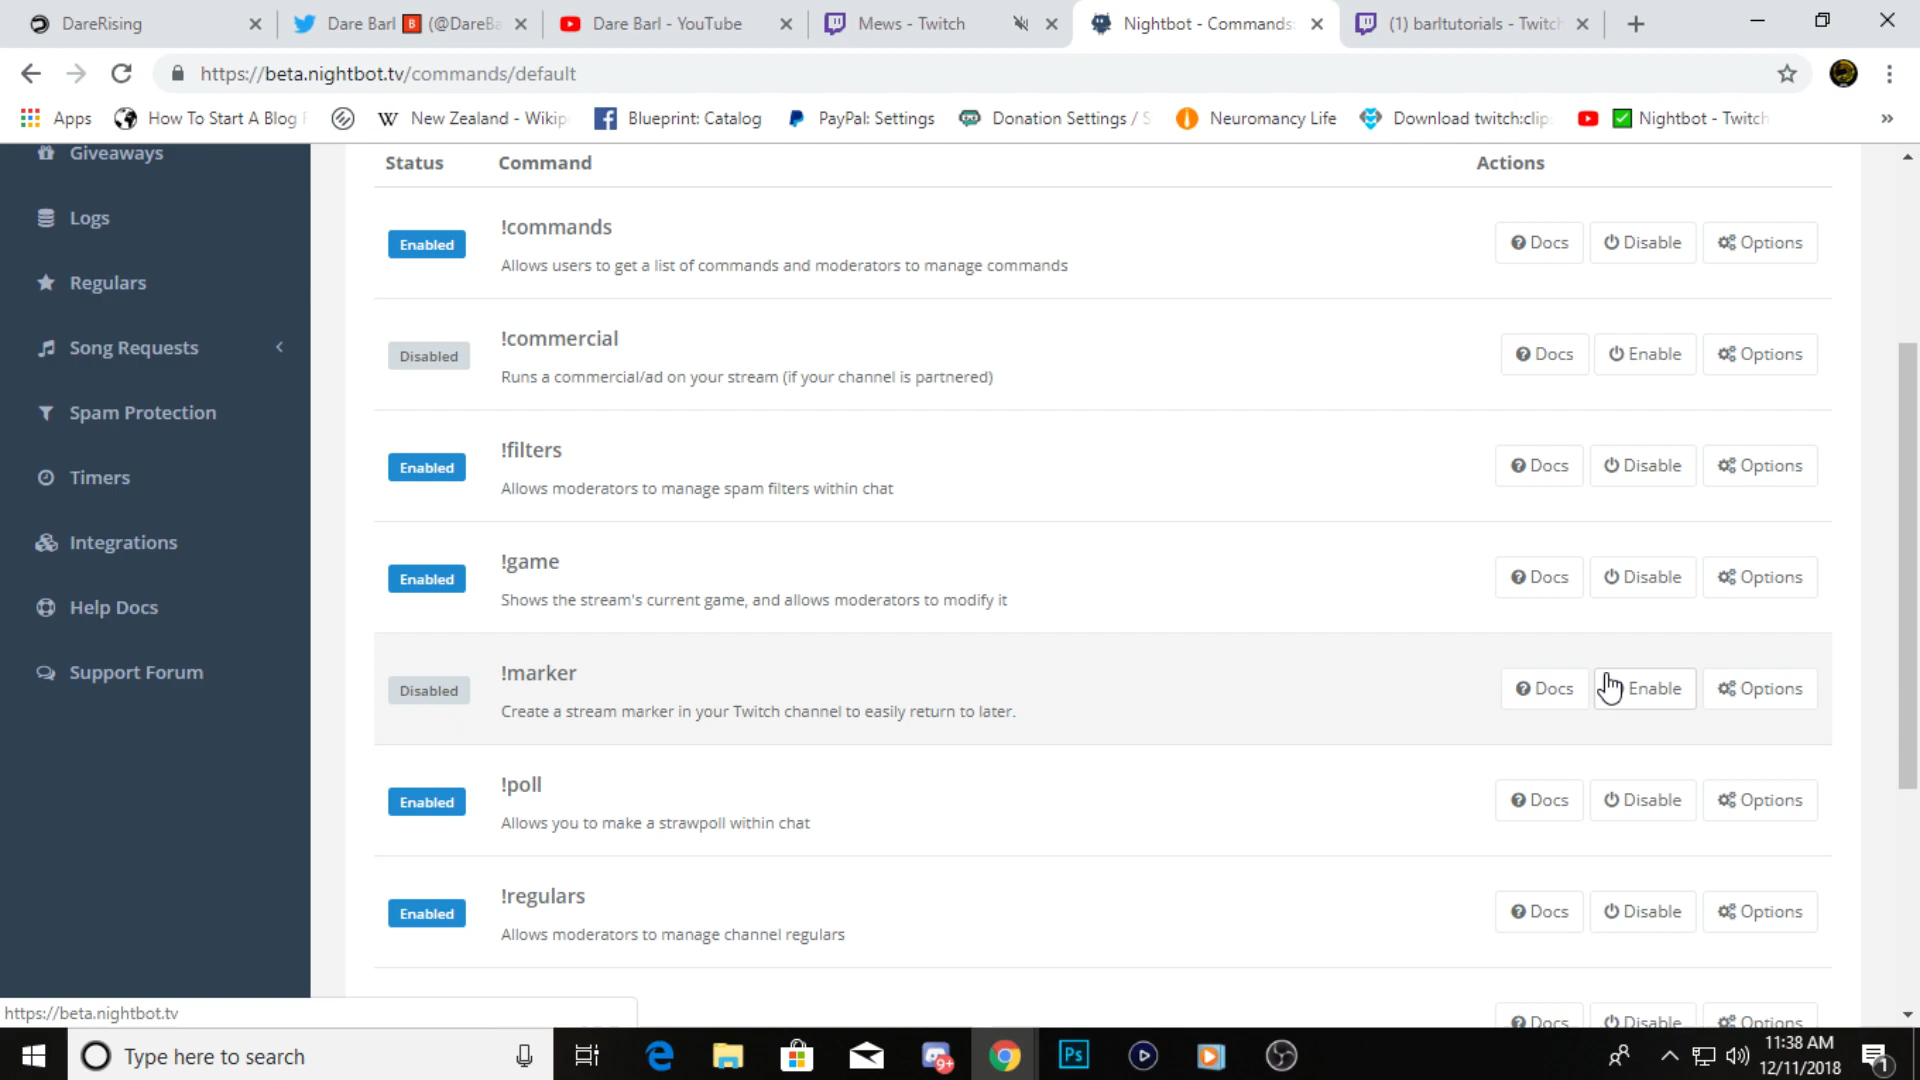 DareRising
Dare Barl B (@DareBa
Dare Barl - YouTube
Mews - Twitch
Nightbot - Commands:
(1) barltutorials - Twitch
https://beta.nightbot.tv/commands/default
Apps
How To Start A Blog
New Zealand - Wikip
Blueprint: Catalog
PayPal: Settings
Donation Settings / S
Neuromancy Life
Download twitch:clip
Nightbot - Twitch
»
Giveaways
Logs
Regulars
Song Requests
Spam Protection
Timers
Integrations
Help Docs
Support Forum
Status Command Actions
Enabled
!commands
Allows users to get a list of commands and moderators to manage commands
Docs Disable Options
Disabled
!commercial
Runs a commercial/ad on your stream (if your channel is partnered)
Docs Enable Options
Enabled
!filters
Allows moderators to manage spam filters within chat
Docs Disable Options
Enabled
!game
Shows the stream's current game, and allows moderators to modify it
Docs Disable Options
Disabled
!marker
Create a stream marker in your Twitch channel to easily return to later.
Docs Enable Options
Enabled
!poll
Allows you to make a strawpoll within chat
Docs Disable Options
Enabled
!regulars
Allows moderators to manage channel regulars
Docs Disable Options
Docs Disable Options
https://beta.nightbot.tv
Type here to search
9+
Ps
11:38 AM
12/11/2018
1